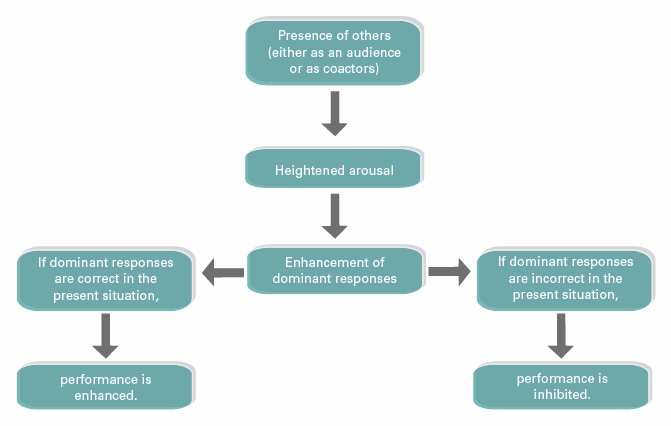 Presence of others
(either as an audience
or as coactors)
Heightened arousal
Enhancement of
dominant responses
If dominant responses
are correct in the
present situation,
performance is
enhanced.
If dominant responses
are incorrect in the
present situation,
performance is
inhibited.